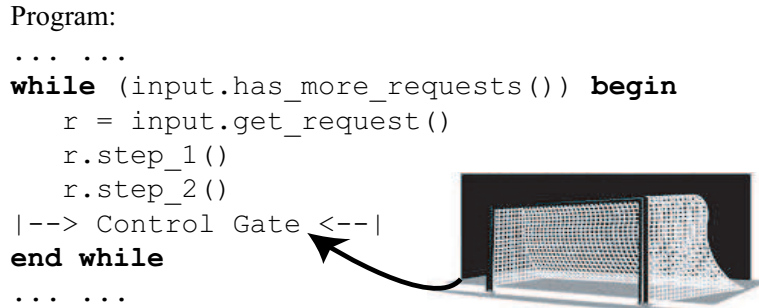 Program:
... ...
while (input.has_more_requests()) begin
r = input.get_request()
r.step_1()
r.step_2()
|--> Control Gate <--|
end while
... ...